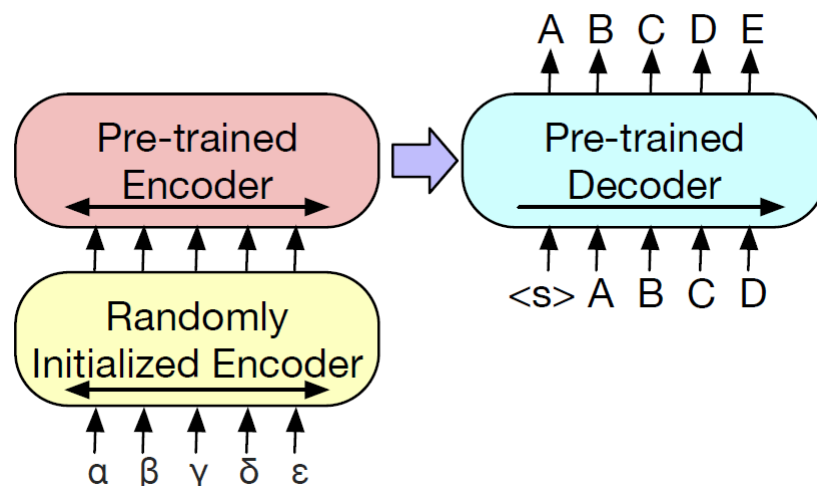 A B C D E
Pre-trained
Encoder
Pre-trained
Decoder
<s> A B C D
Randomly
Initialized Encoder
α β γ δ ε